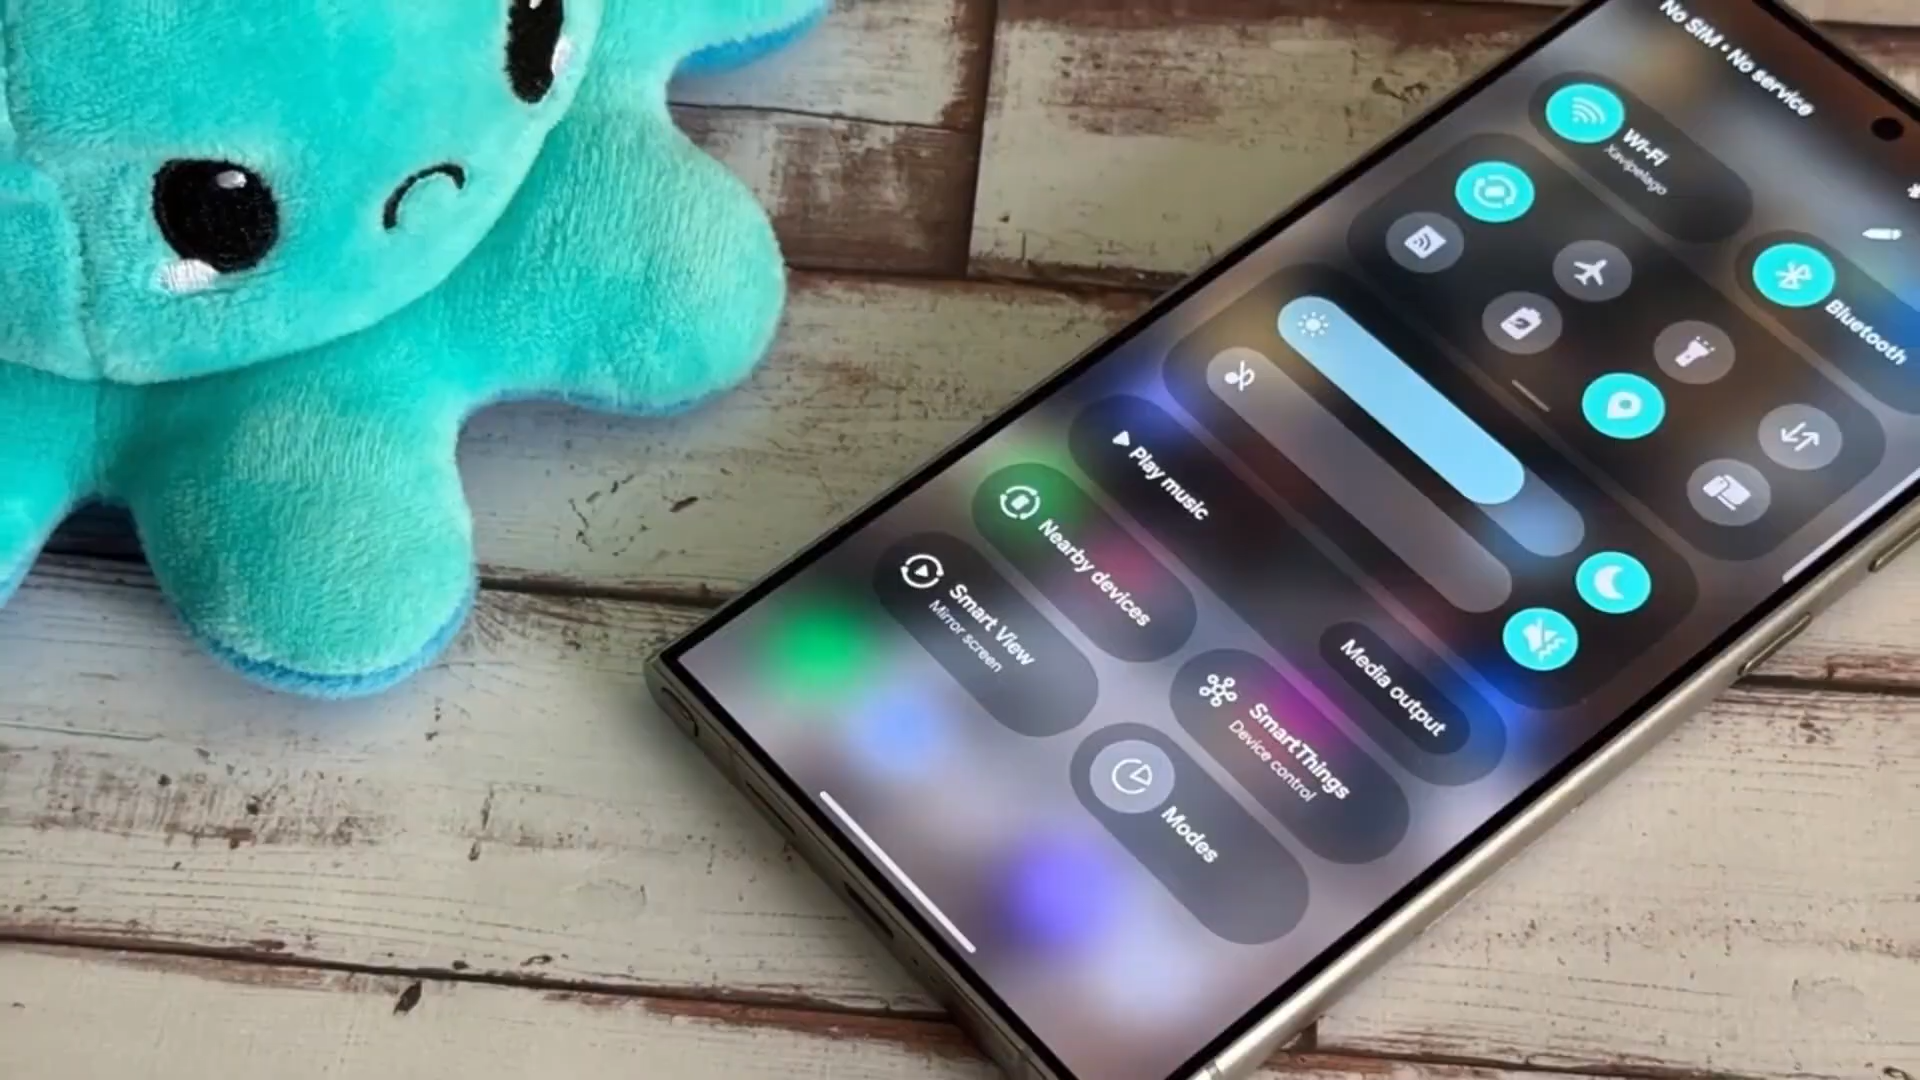 No SIM • No service
Wi-Fi
Xavipelago
Bluetooth
Play music
Media output
Nearby devices
SmartThings
Device control
Smart View
Mirror screen
Modes